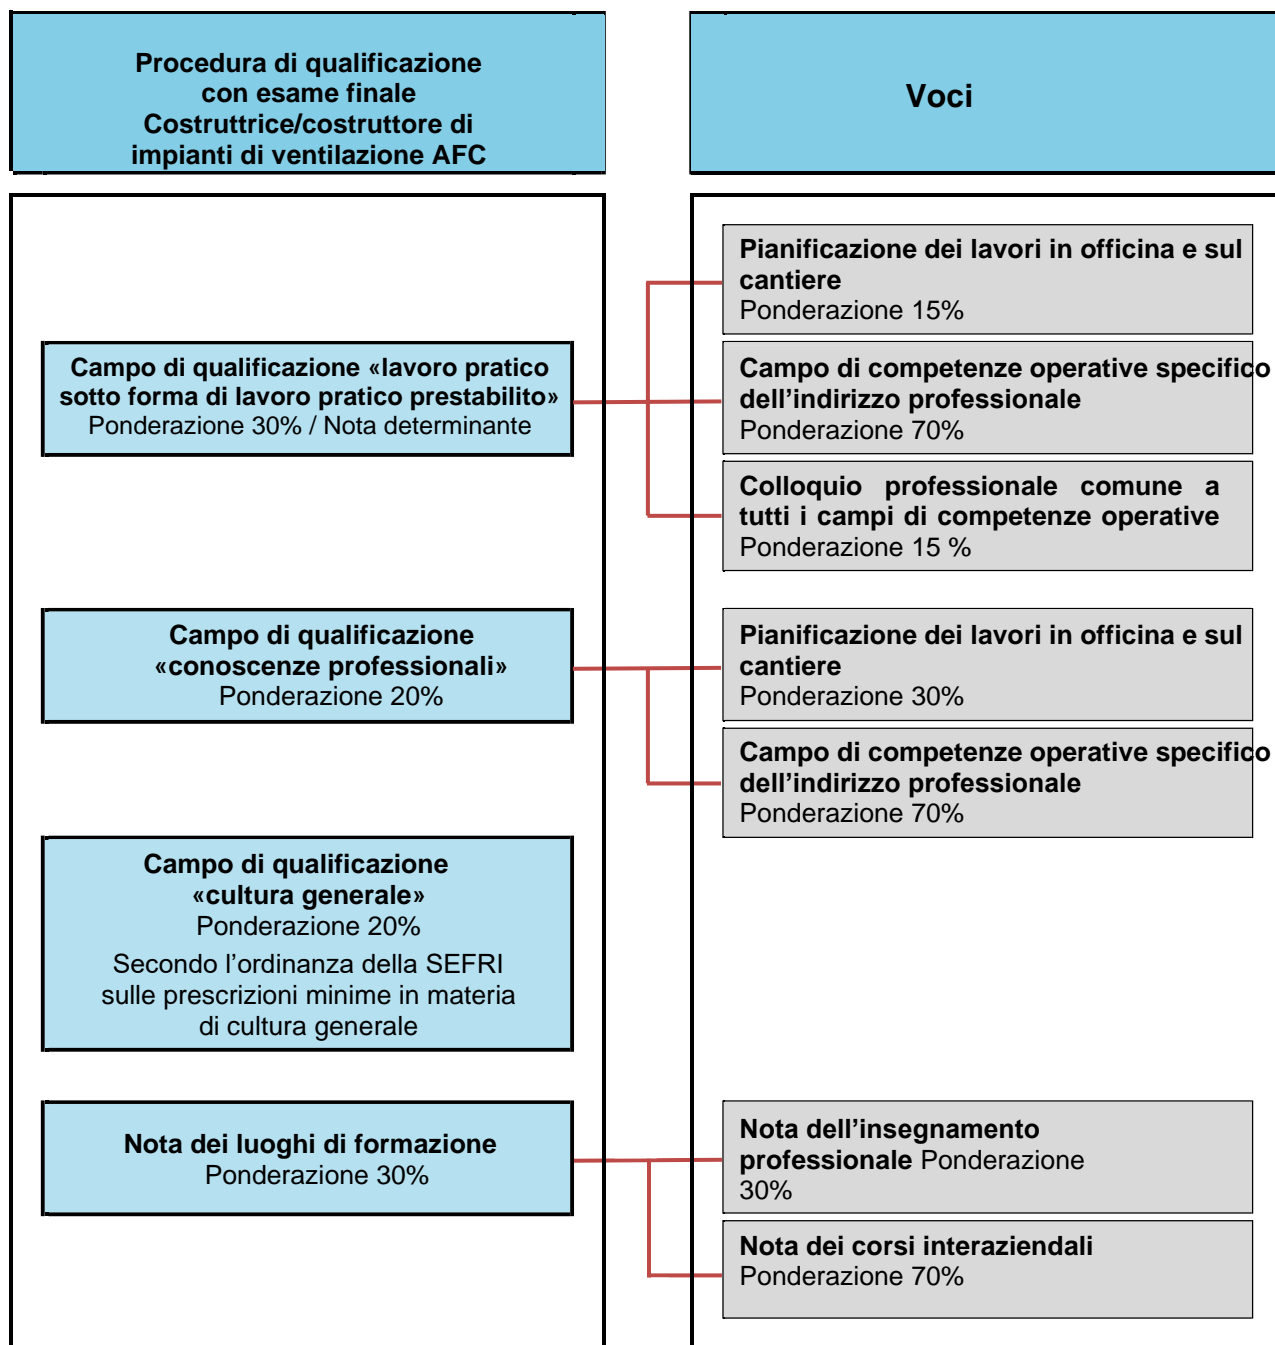 Procedura di qualificazione
con esame finale
Costruttrice/costruttore di
impianti di ventilazione AFC
Voci
Campo di qualificazione «lavoro pratico
sotto forma di lavoro pratico prestabilito»
Ponderazione 30% / Nota determinante
Pianificazione dei lavori in officina e sul
cantiere
Ponderazione 15%
Campo di competenze operative specifico
dell’indirizzo professionale
Ponderazione 70%
Colloquio professionale comune a
tutti i campi di competenze operative
Ponderazione 15 %
Campo di qualificazione
«conoscenze professionali»
Ponderazione 20%
Pianificazione dei lavori in officina e sul
cantiere
Ponderazione 30%
Campo di competenze operative specifico
dell’indirizzo professionale
Ponderazione 70%
Campo di qualificazione
«cultura generale»
Ponderazione 20%
Secondo l’ordinanza della SEFRI
sulle prescrizioni minime in materia
di cultura generale
Nota dei luoghi di formazione
Ponderazione 30%
Nota dell’insegnamento
professionale Ponderazione
30%
Nota dei corsi interaziendali
Ponderazione 70%